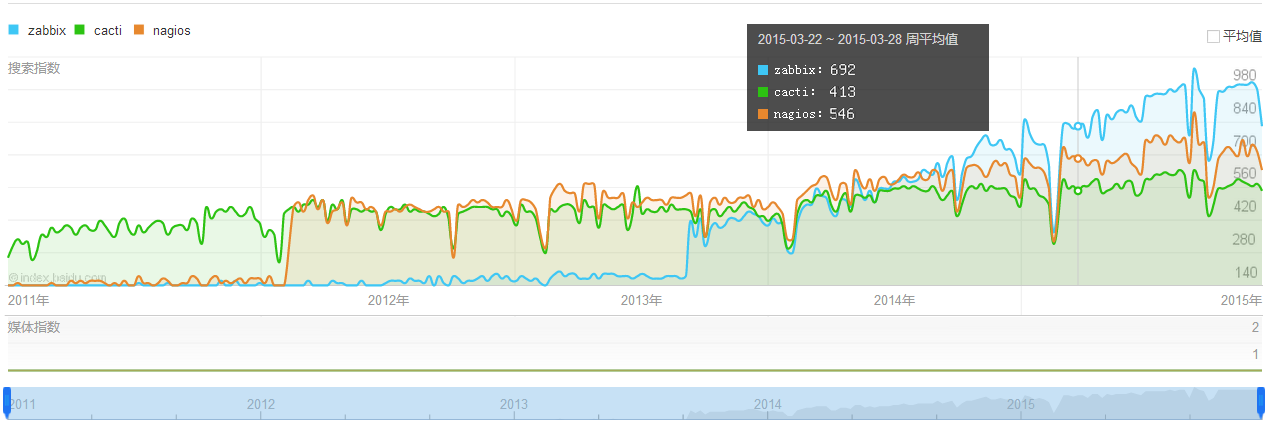 zabbix cacti nagios
2015-03-22 ~ 2015-03-28 周平均值
zabbix: 692
cacti: 413
nagios: 546
平均值
搜索指数
980
840
700
560
420
280
140
©index.baidu.com
2011年 2012年 2013年 2014年 2015年
媒体指数
2
1
2011 2012 2013 2014 2015